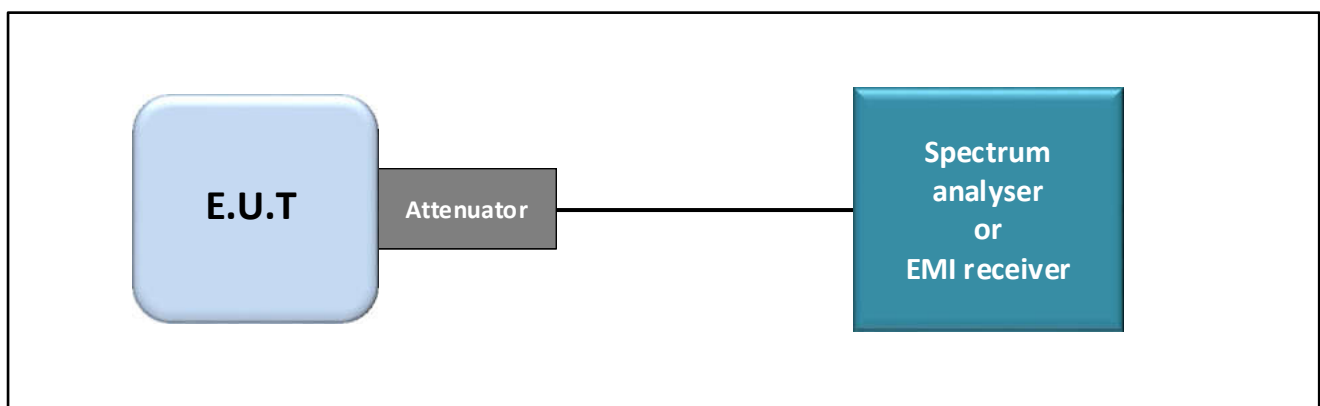 E.U.T
Attenuator
Spectrum
analyser
or
EMI receiver